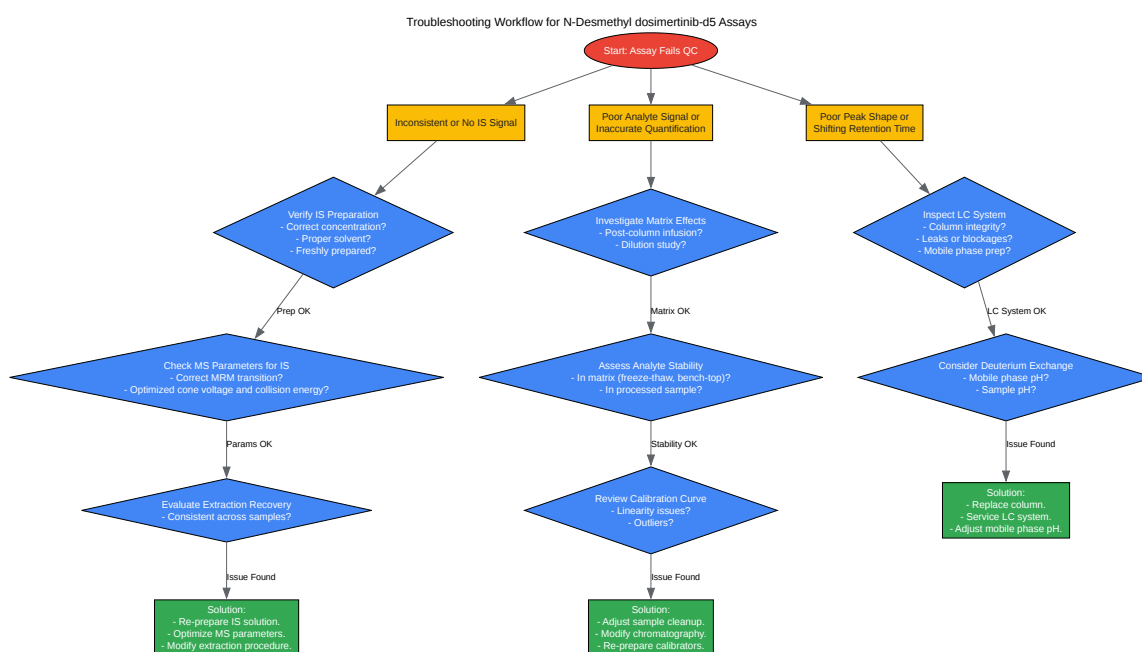 Troubleshooting Workflow for N-Desmethyl dosimertinib-d5 Assays
Start: Assay Fails QC
Inconsistent or No IS Signal
Poor Analyte Signal or
Inaccurate Quantification
Poor Peak Shape or
Shifting Retention Time
Verify IS Preparation
- Correct concentration?
- Proper solvent?
- Freshly prepared?
Investigate Matrix Effects
- Post-column infusion?
- Dilution study?
Inspect LC System
- Column integrity?
- Leaks or blockages?
- Mobile phase prep?
Prep OK
Matrix OK
LC System OK
Check MS Parameters for IS
- Correct MRM transition?
- Optimized cone voltage and collision energy?
Assess Analyte Stability
- In matrix (freeze-thaw, bench-top)?
- In processed sample?
Consider Deuterium Exchange
- Mobile phase pH?
- Sample pH?
Params OK
Stability OK
Issue Found
Evaluate Extraction Recovery
- Consistent across samples?
Review Calibration Curve
- Linearity issues?
- Outliers?
Solution:
- Replace column.
- Service LC system.
- Adjust mobile phase pH.
Issue Found
Issue Found
Solution:
- Re-prepare IS solution.
- Optimize MS parameters.
- Modify extraction procedure.
Solution:
- Adjust sample cleanup.
- Modify chromatography.
- Re-prepare calibrators.